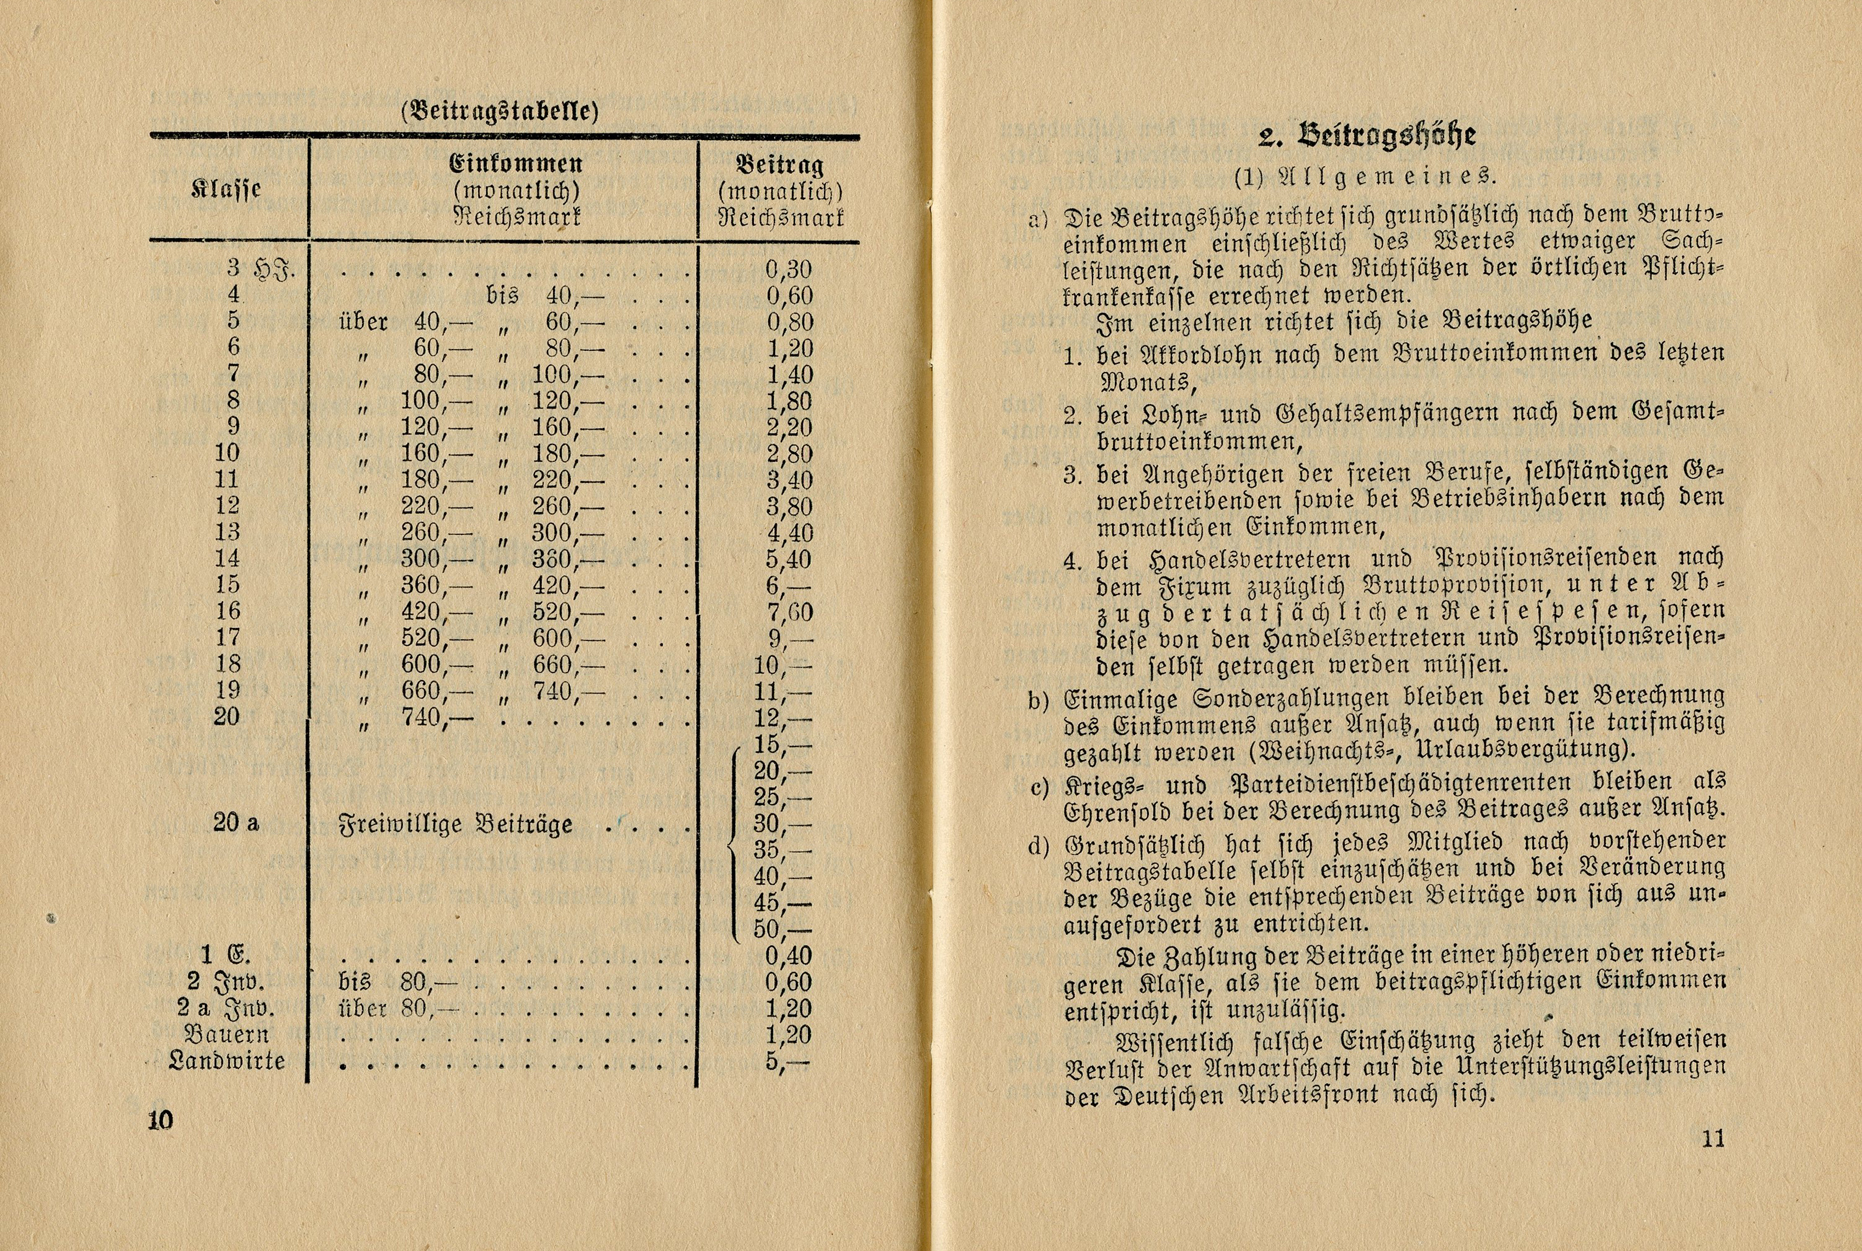 (Beitragstabelle)
Klasse
Einkommen
(monatlich)
Reichsmark
Beitrag
(monatlich)
Reichsmark
3 HJ. . . . . . . . . . . . . . . 0,30
4 bis 40,— . . . 0,60
5 über 40,— „ 60,— . . . 0,80
6 „ 60,— „ 80,— . . . 1,20
7 „ 80,— „ 100,— . . . 1,40
8 „ 100,— „ 120,— . . . 1,80
9 „ 120,— „ 160,— . . . 2,20
10 „ 160,— „ 180,— . . . 2,80
11 „ 180,— „ 220,— . . . 3,40
12 „ 220,— „ 260,— . . . 3,80
13 „ 260,— „ 300,— . . . 4,40
14 „ 300,— „ 360,— . . . 5,40
15 „ 360,— „ 420,— . . . 6,—
16 „ 420,— „ 520,— . . . 7,60
17 „ 520,— „ 600,— . . . 9,—
18 „ 600,— „ 660,— . . . 10,—
19 „ 660,— „ 740,— . . . 11,—
20 „ 740,— . . . . . . . . 12,—
15,—
20,—
25,—
20 a Freiwillige Beiträge . . . . 30,—
35,—
40,—
45,—
50,—
1 E. . . . . . . . . . . . . . . 0,40
2 Inv. bis 80,— . . . . . . . . . 0,60
2 a Inv. über 80,— . . . . . . . . . 1,20
Bauern . . . . . . . . . . . . . . 1,20
Landwirte . . . . . . . . . . . . . . 5,—
10
2. Beitragshöhe
(1) Allgemeines.
a) Die Beitragshöhe richtet sich grundsätzlich nach dem Brutto-
einkommen einschließlich des Wertes etwaiger Sach-
leistungen, die nach den Richtsätzen der örtlichen Pflicht-
krankenkasse errechnet werden.
Im einzelnen richtet sich die Beitragshöhe
1. bei Akkordlohn nach dem Bruttoeinkommen des letzten
Monats,
2. bei Lohn- und Gehaltsempfängern nach dem Gesamt-
bruttoeinkommen,
3. bei Angehörigen der freien Berufe, selbständigen Ge-
werbetreibenden sowie bei Betriebsinhabern nach dem
monatlichen Einkommen,
4. bei Handelsvertretern und Provisionsreisenden nach
dem Fixum zuzüglich Bruttoprovision, unter Ab-
zug der tatsächlichen Reisespesen, sofern
diese von den Handelsvertretern und Provisionsreisen-
den selbst getragen werden müssen.
b) Einmalige Sonderzahlungen bleiben bei der Berechnung
des Einkommens außer Ansatz, auch wenn sie tarifmäßig
gezahlt werden (Weihnachts-, Urlaubsvergütung).
c) Kriegs- und Parteidienstbeschädigtenrenten bleiben als
Ehrensold bei der Berechnung des Beitrages außer Ansatz.
d) Grundsätzlich hat sich jedes Mitglied nach vorstehender
Beitragstabelle selbst einzuschätzen und bei Veränderung
der Bezüge die entsprechenden Beiträge von sich aus un-
aufgefordert zu entrichten.
Die Zahlung der Beiträge in einer höheren oder niedri-
geren Klasse, als sie dem beitragspflichtigen Einkommen
entspricht, ist unzulässig.
Wissentlich falsche Einschätzung zieht den teilweisen
Verlust der Anwartschaft auf die Unterstützungsleistungen
der Deutschen Arbeitsfront nach sich.
11